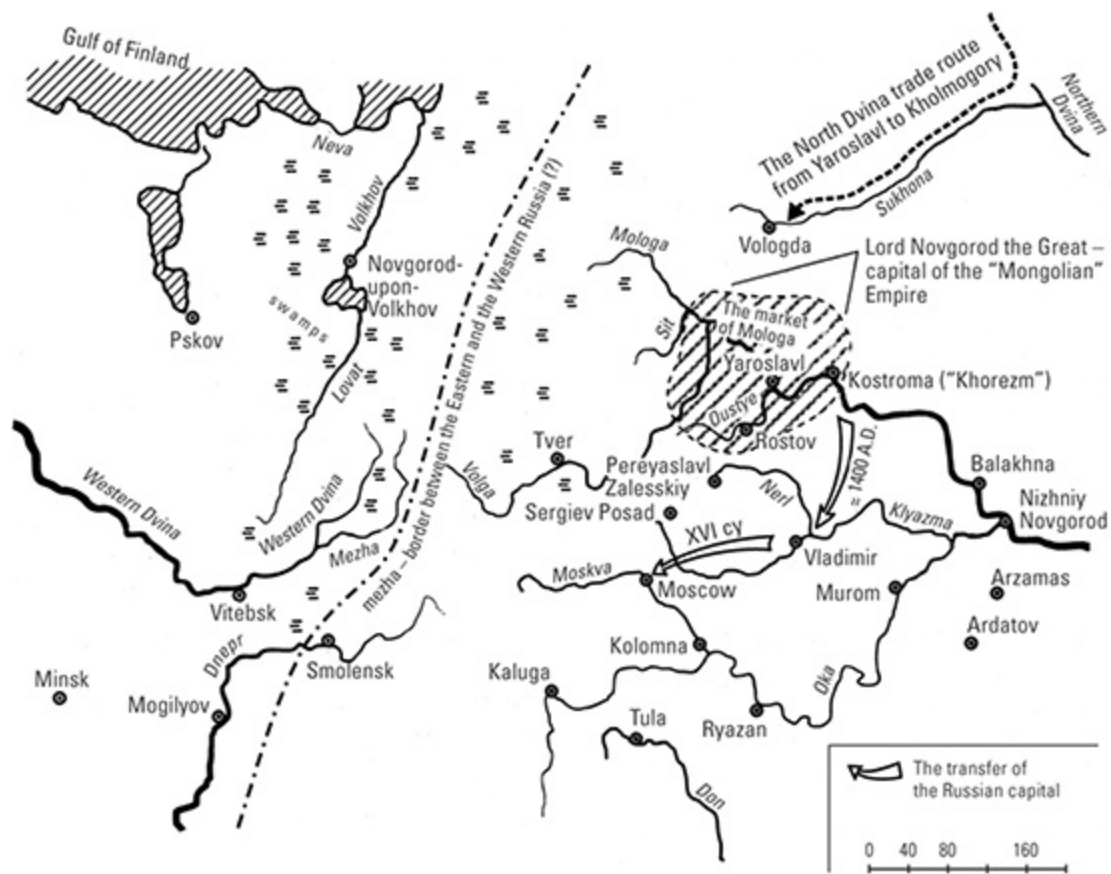 Gulf of Finland
Neva
Volkhov
Novgorod-
upon-
Volkhov
Pskov
swamps
Lovat
Western Dvina
Western Dvina
Mezha
Vitebsk
Dnepr
Smolensk
Minsk
Mogilyov
mezha – border between the Eastern and the Western Russia (?)
The North Dvina trade route
from Yaroslavl to Kholmogory
Northern
Dvina
Sukhona
Vologda
Lord Novgorod the Great –
capital of the "Mongolian"
Empire
Mologa
Sit
The market
of Mologa
Yaroslavl
Kostroma ("Khorezm")
Oustye
Rostov
Tver
Volga
Pereyaslavl
Zalesskiy
Nerl
≈ 1400 A.D.
Balakhna
Nizhniy
Novgorod
Sergiev Posad
Klyazma
XVI cy
Vladimir
Moskva
Moscow
Murom
Arzamas
Ardatov
Kolomna
Kaluga
Oka
Ryazan
Tula
Don
The transfer of
the Russian capital
0 40 80 160